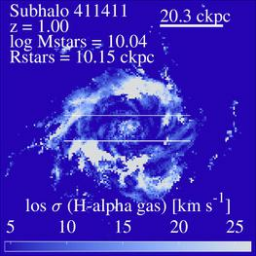 Subhalo 411411
z = 1.00
log Mstars = 10.04
Rstars = 10.15 ckpc
20.3 ckpc
los σ (H-alpha gas) [km s⁻¹]
5 10 15 20 25